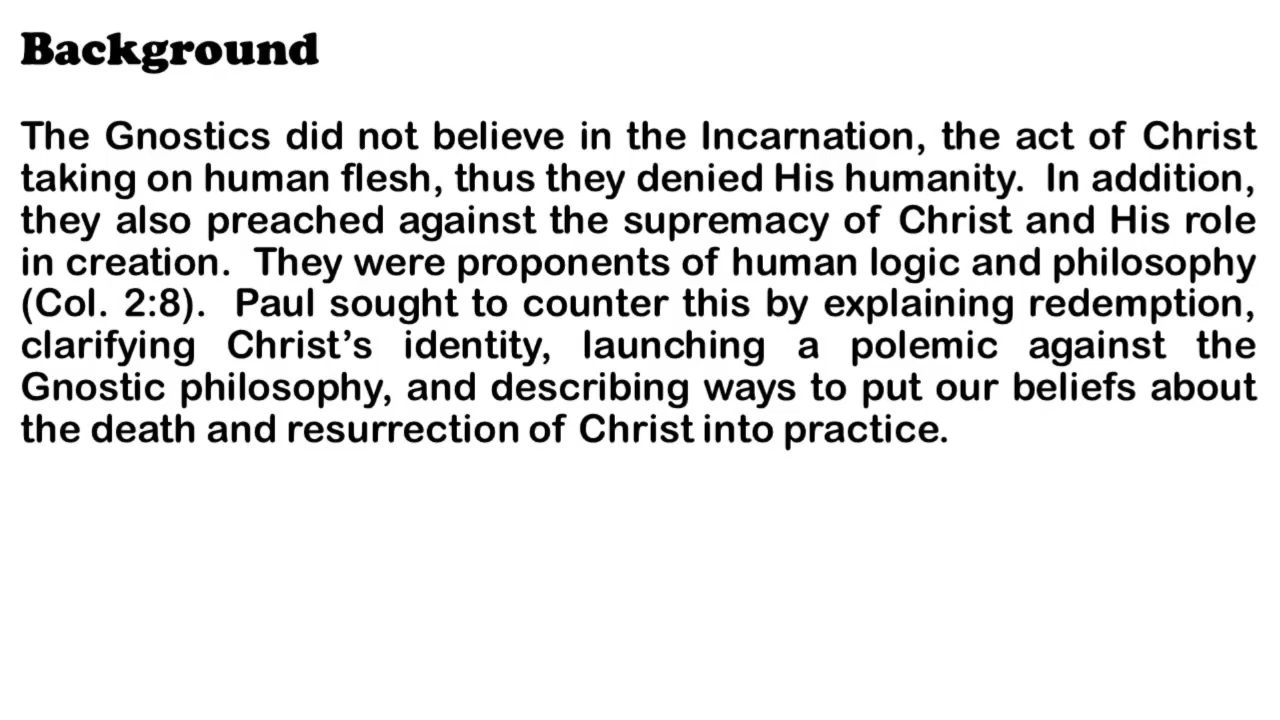 Background
The Gnostics did not believe in the Incarnation, the act of Christ
taking on human flesh, thus they denied His humanity.  In addition,
they also preached against the supremacy of Christ and His role
in creation.  They were proponents of human logic and philosophy
(Col. 2:8).  Paul sought to counter this by explaining redemption,
clarifying Christ’s identity, launching a polemic against the
Gnostic philosophy, and describing ways to put our beliefs about
the death and resurrection of Christ into practice.